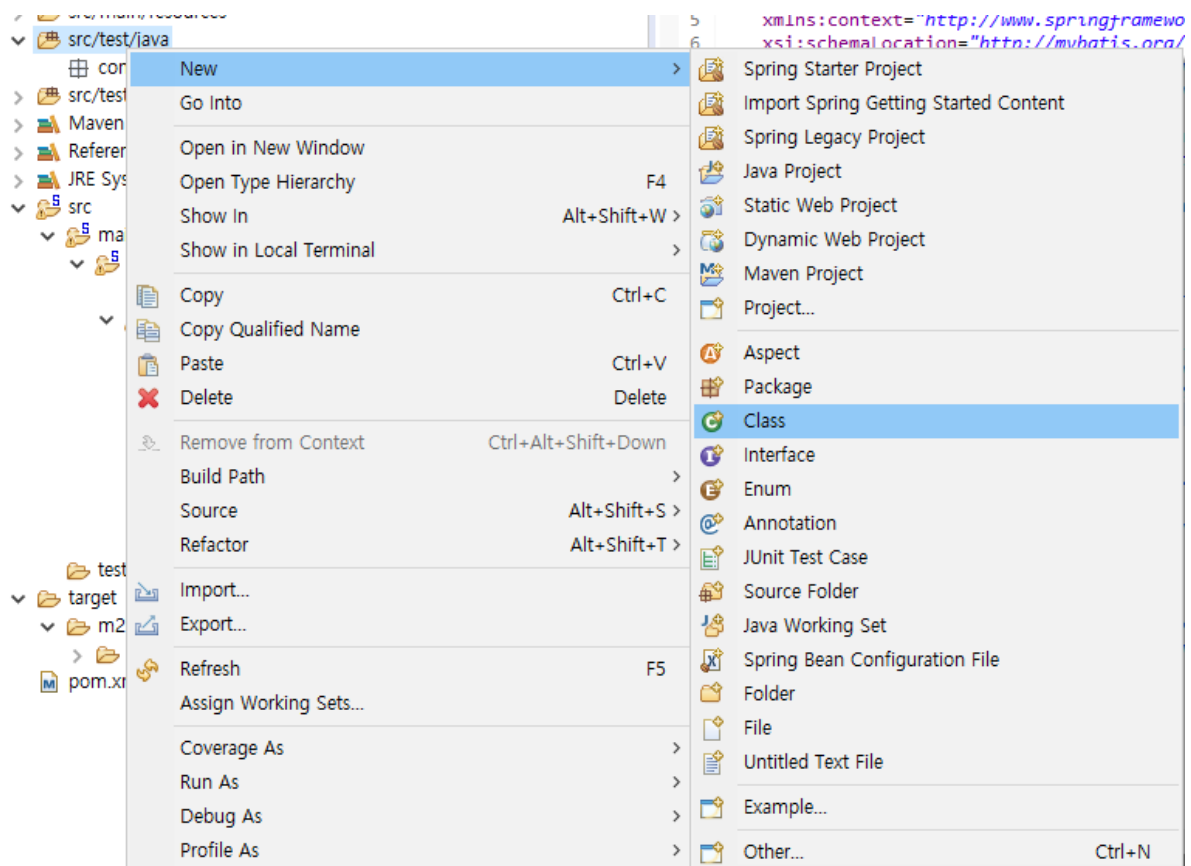 src/main/resources
5 xmlns:context="http://www.springframewo
src/test/java
6 xsi:schemaLocation="http://mybatis.org/
con
src/test
Maven
Referen
JRE Sys
src
ma
test
target
m2
pom.xm
New
Go Into
Open in New Window
Open Type Hierarchy F4
Show In Alt+Shift+W >
Show in Local Terminal
Copy Ctrl+C
Copy Qualified Name
Paste Ctrl+V
Delete Delete
Remove from Context Ctrl+Alt+Shift+Down
Build Path
Source Alt+Shift+S >
Refactor Alt+Shift+T >
Import...
Export...
Refresh F5
Assign Working Sets...
Coverage As
Run As
Debug As
Profile As
Spring Starter Project
Import Spring Getting Started Content
Spring Legacy Project
Java Project
Static Web Project
Dynamic Web Project
Maven Project
Project...
Aspect
Package
Class
Interface
Enum
Annotation
JUnit Test Case
Source Folder
Java Working Set
Spring Bean Configuration File
Folder
File
Untitled Text File
Example...
Other... Ctrl+N